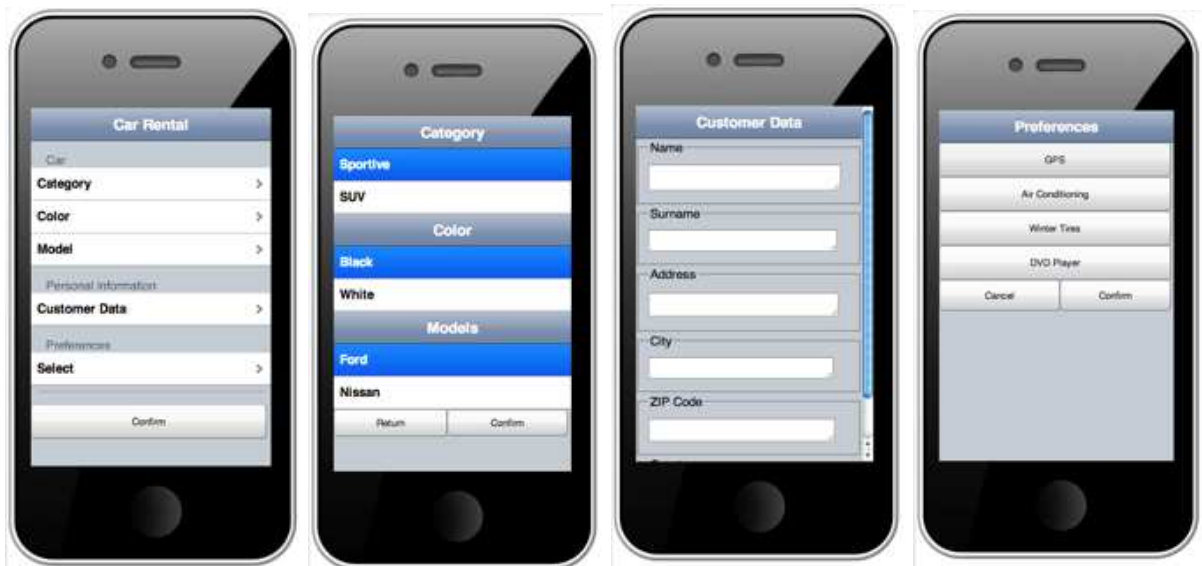 Car Rental
Car
Category
Color
Model
Personal Information
Customer Data
Preferences
Select
Confirm
Category
Sportive
SUV
Color
Black
White
Models
Ford
Nissan
Return
Confirm
Customer Data
Name
Surname
Address
City
ZIP Code
Preferences
GPS
Air Conditioning
Winter Tires
DVD Player
Cancel
Confirm